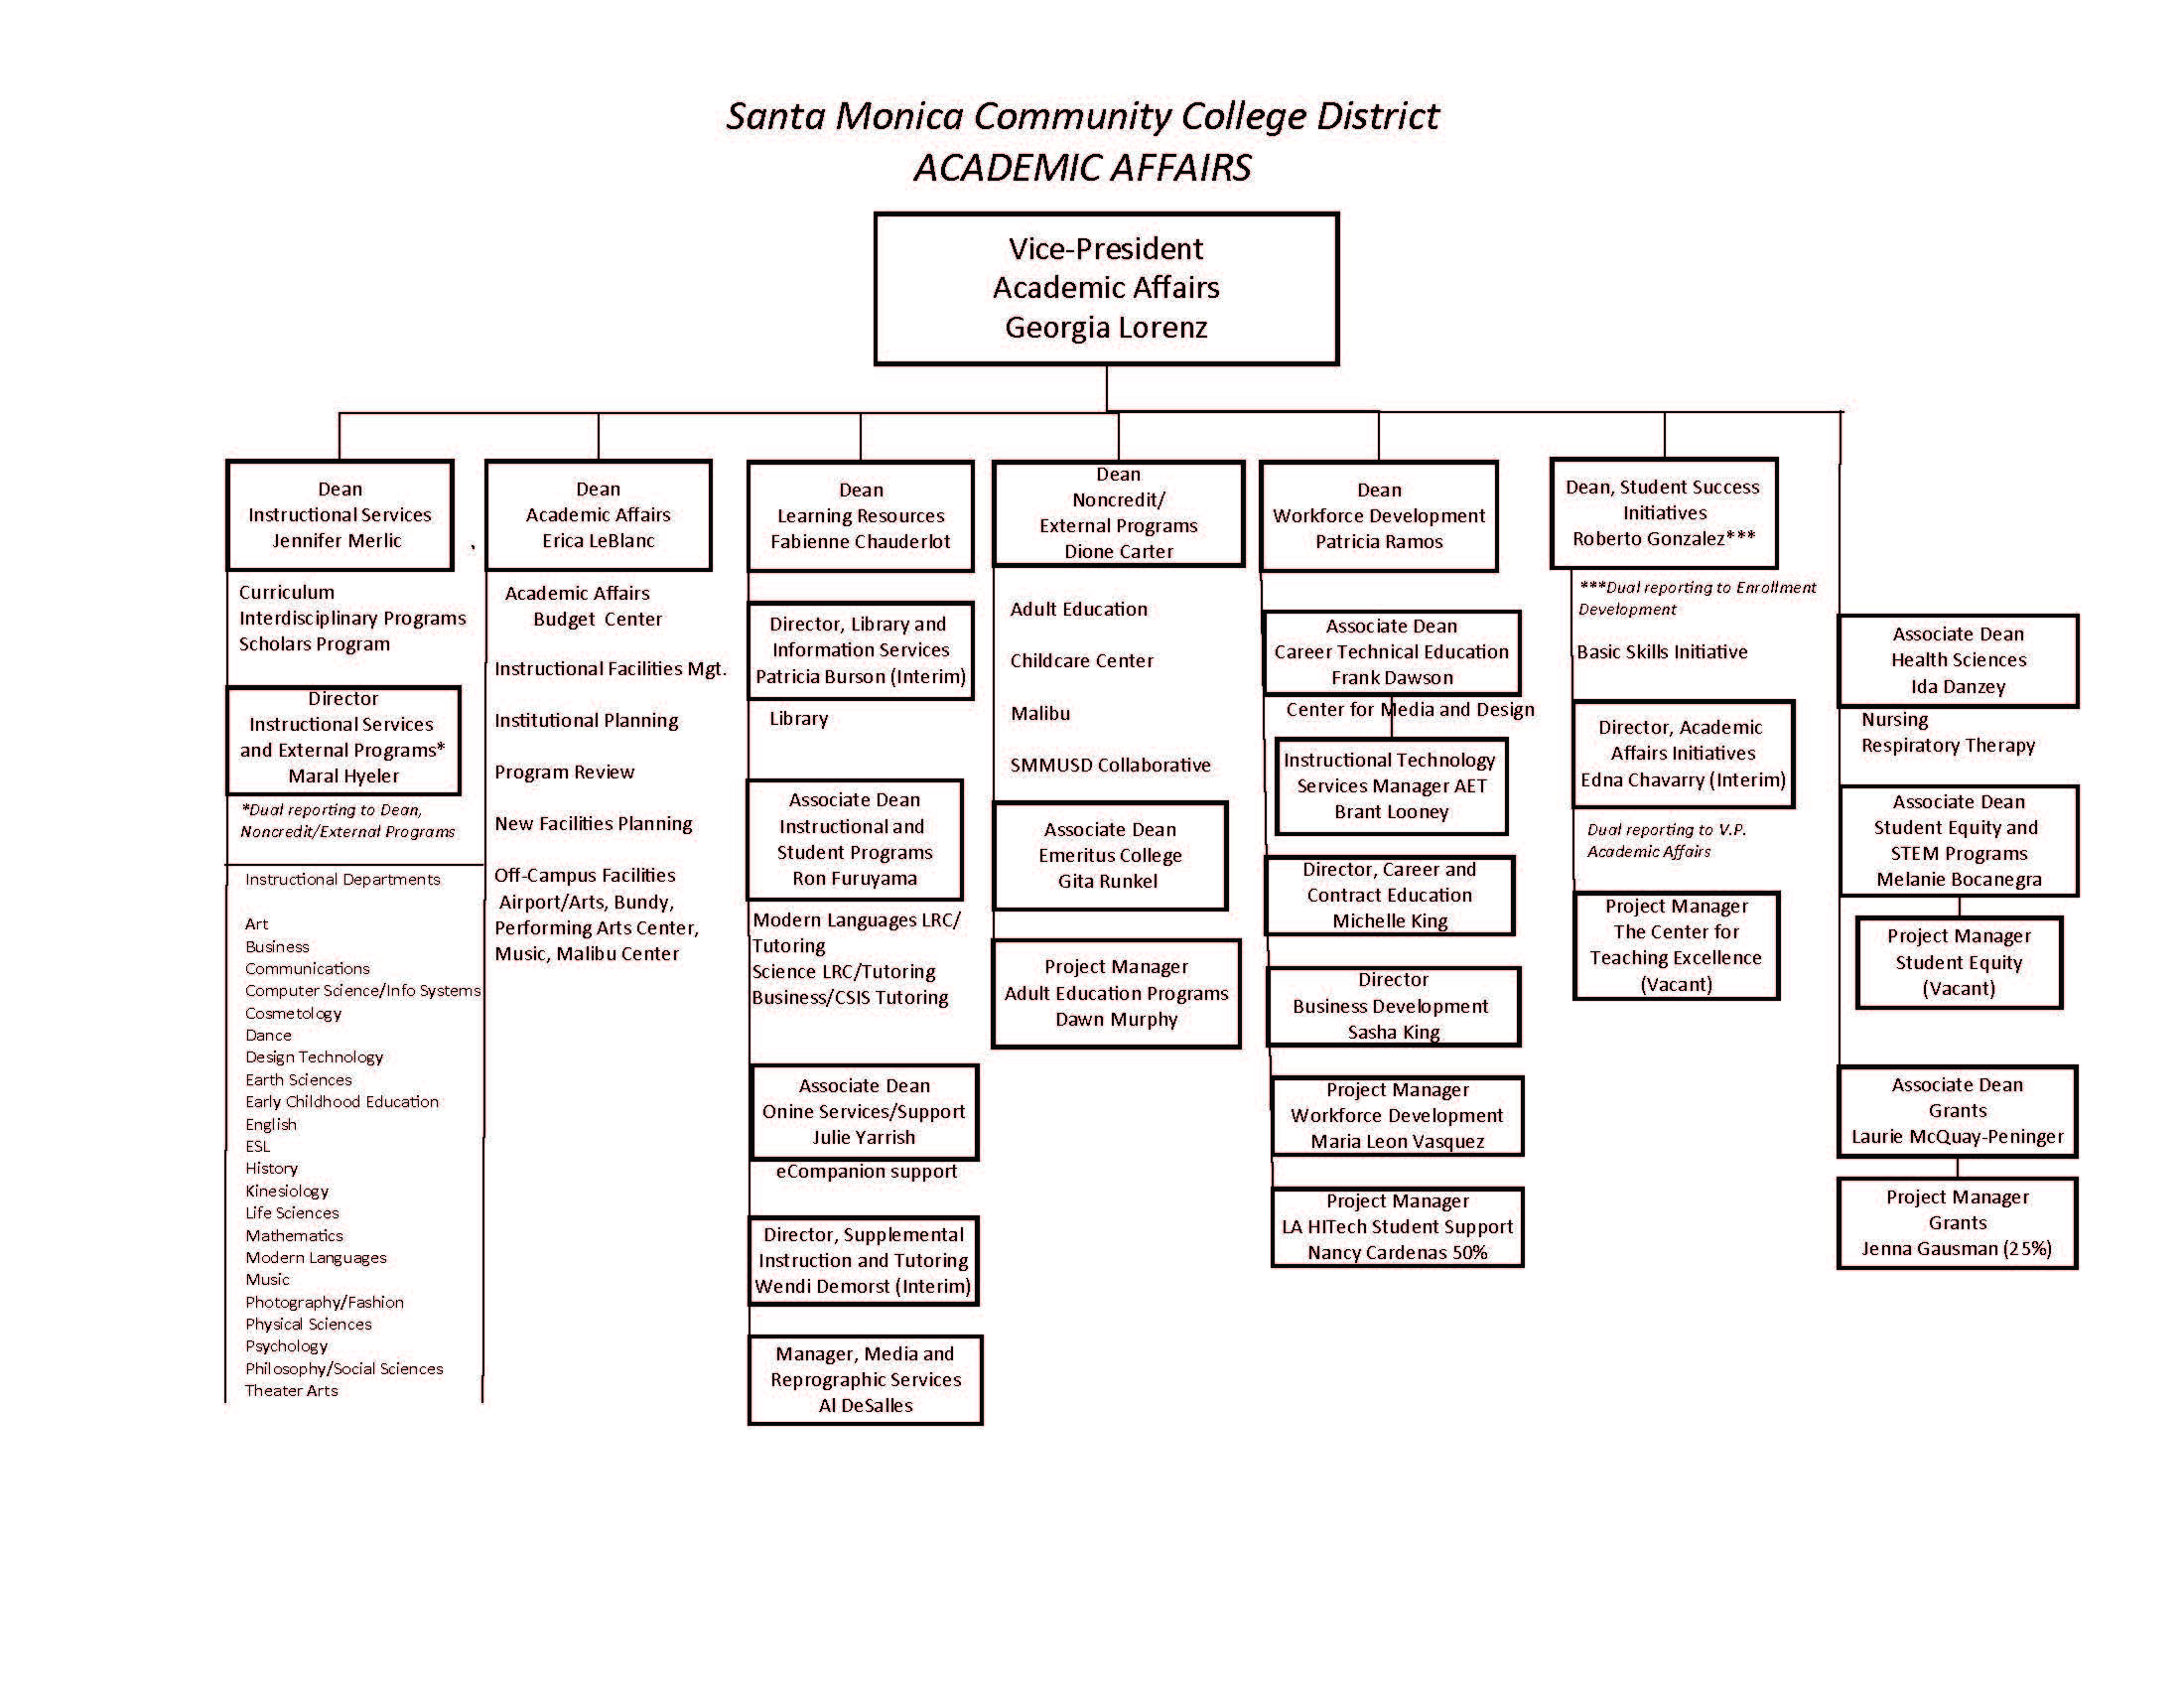 Santa Monica Community College District
ACADEMIC AFFAIRS
Vice-President
Academic Affairs
Georgia Lorenz
Dean
Instructional Services
Jennifer Merlic
Curriculum
Interdisciplinary Programs
Scholars Program
Director
Instructional Services
and External Programs*
Maral Hyeler
*Dual reporting to Dean,
Noncredit/External Programs
Instructional Departments
Art
Business
Communications
Computer Science/Info Systems
Cosmetology
Dance
Design Technology
Earth Sciences
Early Childhood Education
English
ESL
History
Kinesiology
Life Sciences
Mathematics
Modern Languages
Music
Photography/Fashion
Physical Sciences
Psychology
Philosophy/Social Sciences
Theater Arts
Dean
Academic Affairs
Erica LeBlanc
Academic Affairs
Budget Center
Instructional Facilities Mgt.
Institutional Planning
Program Review
New Facilities Planning
Off-Campus Facilities
Airport/Arts, Bundy,
Performing Arts Center,
Music, Malibu Center
Dean
Learning Resources
Fabienne Chauderlot
Director, Library and
Information Services
Patricia Burson (Interim)
Library
Associate Dean
Instructional and
Student Programs
Ron Furuyama
Modern Languages LRC/
Tutoring
Science LRC/Tutoring
Business/CSIS Tutoring
Associate Dean
Onine Services/Support
Julie Yarrish
eCompanion support
Director, Supplemental
Instruction and Tutoring
Wendi Demorst (Interim)
Manager, Media and
Reprographic Services
Al DeSalles
Dean
Noncredit/
External Programs
Dione Carter
Adult Education
Childcare Center
Malibu
SMMUSD Collaborative
Associate Dean
Emeritus College
Gita Runkel
Project Manager
Adult Education Programs
Dawn Murphy
Dean
Workforce Development
Patricia Ramos
Associate Dean
Career Technical Education
Frank Dawson
Center for Media and Design
Instructional Technology
Services Manager AET
Brant Looney
Director, Career and
Contract Education
Michelle King
Director
Business Development
Sasha King
Project Manager
Workforce Development
Maria Leon Vasquez
Project Manager
LA HITech Student Support
Nancy Cardenas 50%
Dean, Student Success
Initiatives
Roberto Gonzalez***
***Dual reporting to Enrollment
Development
Basic Skills Initiative
Director, Academic
Affairs Initiatives
Edna Chavarry (Interim)
Dual reporting to V.P.
Academic Affairs
Project Manager
The Center for
Teaching Excellence
(Vacant)
Associate Dean
Health Sciences
Ida Danzey
Nursing
Respiratory Therapy
Associate Dean
Student Equity and
STEM Programs
Melanie Bocanegra
Project Manager
Student Equity
(Vacant)
Associate Dean
Grants
Laurie McQuay-Peninger
Project Manager
Grants
Jenna Gausman (25%)